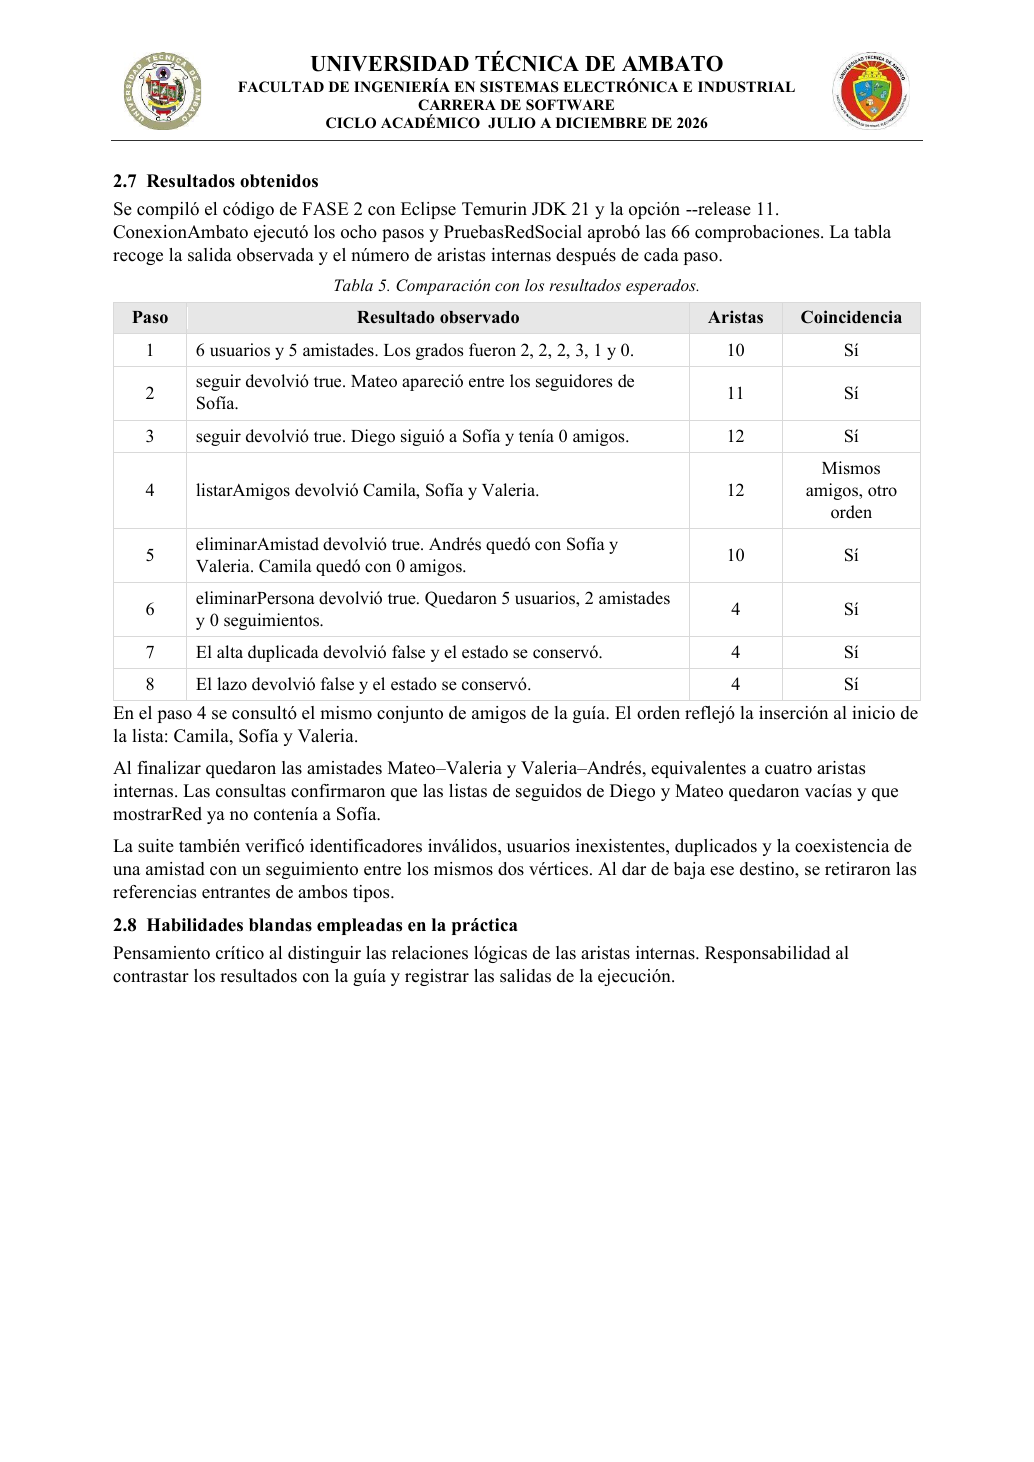 UNIVERSIDAD TÉCNICA DE AMBATO
FACULTAD DE INGENIERÍA EN SISTEMAS ELECTRÓNICA E INDUSTRIAL
CARRERA DE SOFTWARE
CICLO ACADÉMICO JULIO A DICIEMBRE DE 2026
2.7 Resultados obtenidos
Se compiló el código de FASE 2 con Eclipse Temurin JDK 21 y la opción --release 11.
ConexionAmbato ejecutó los ocho pasos y PruebasRedSocial aprobó las 66 comprobaciones. La tabla
recoge la salida observada y el número de aristas internas después de cada paso.
Tabla 5. Comparación con los resultados esperados.
Paso Resultado observado Aristas Coincidencia
1 6 usuarios y 5 amistades. Los grados fueron 2, 2, 2, 3, 1 y 0. 10 Sí
2 seguir devolvió true. Mateo apareció entre los seguidores de
Sofía. 11 Sí
3 seguir devolvió true. Diego siguió a Sofía y tenía 0 amigos. 12 Sí
4 listarAmigos devolvió Camila, Sofía y Valeria. 12 Mismos
amigos, otro
orden
5 eliminarAmistad devolvió true. Andrés quedó con Sofía y
Valeria. Camila quedó con 0 amigos. 10 Sí
6 eliminarPersona devolvió true. Quedaron 5 usuarios, 2 amistades
y 0 seguimientos. 4 Sí
7 El alta duplicada devolvió false y el estado se conservó. 4 Sí
8 El lazo devolvió false y el estado se conservó. 4 Sí
En el paso 4 se consultó el mismo conjunto de amigos de la guía. El orden reflejó la inserción al inicio de
la lista: Camila, Sofía y Valeria.
Al finalizar quedaron las amistades Mateo–Valeria y Valeria–Andrés, equivalentes a cuatro aristas
internas. Las consultas confirmaron que las listas de seguidos de Diego y Mateo quedaron vacías y que
mostrarRed ya no contenía a Sofía.
La suite también verificó identificadores inválidos, usuarios inexistentes, duplicados y la coexistencia de
una amistad con un seguimiento entre los mismos dos vértices. Al dar de baja ese destino, se retiraron las
referencias entrantes de ambos tipos.
2.8 Habilidades blandas empleadas en la práctica
Pensamiento crítico al distinguir las relaciones lógicas de las aristas internas. Responsabilidad al
contrastar los resultados con la guía y registrar las salidas de la ejecución.